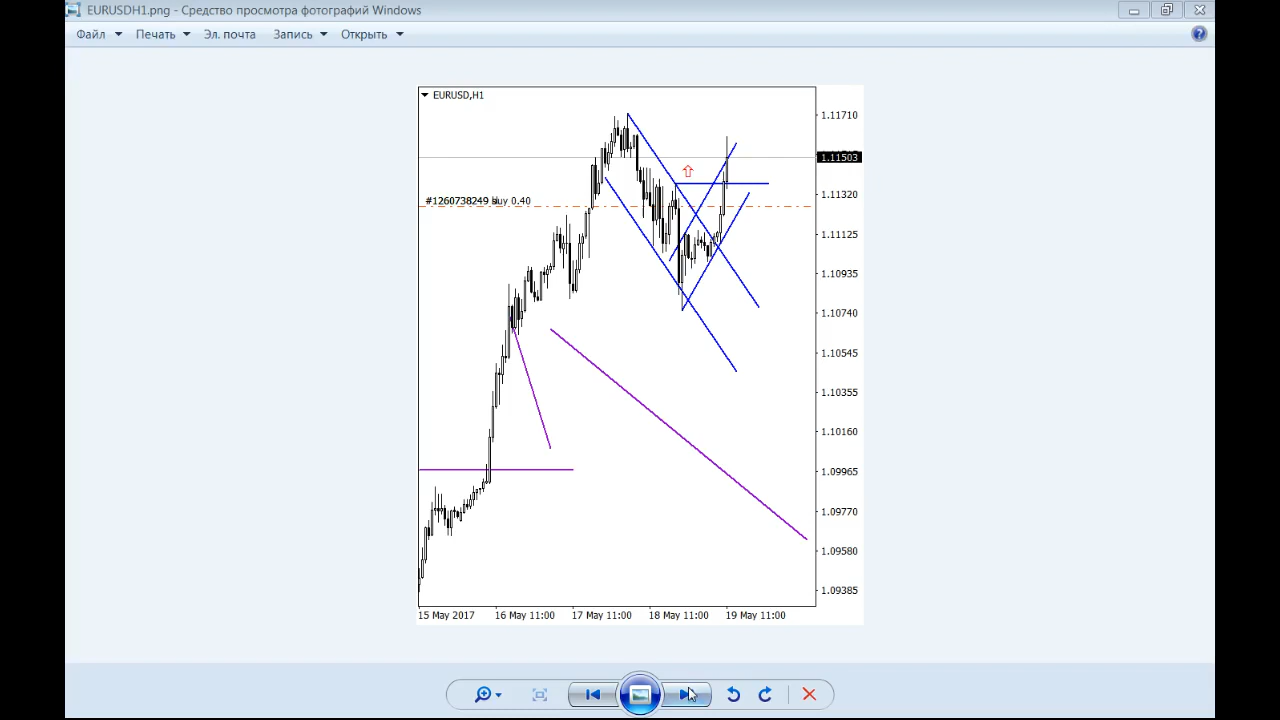 EURUSDH1.png - Средство просмотра фотографий Windows
Файл Печать Эл. почта Запись Открыть
EURUSD,H1
1.11710
1.11503
1.11320
#1260738249 buy 0.40
1.11125
1.10935
1.10740
1.10545
1.10355
1.10160
1.09965
1.09770
1.09580
1.09385
15 May 2017 16 May 11:00 17 May 11:00 18 May 11:00 19 May 11:00